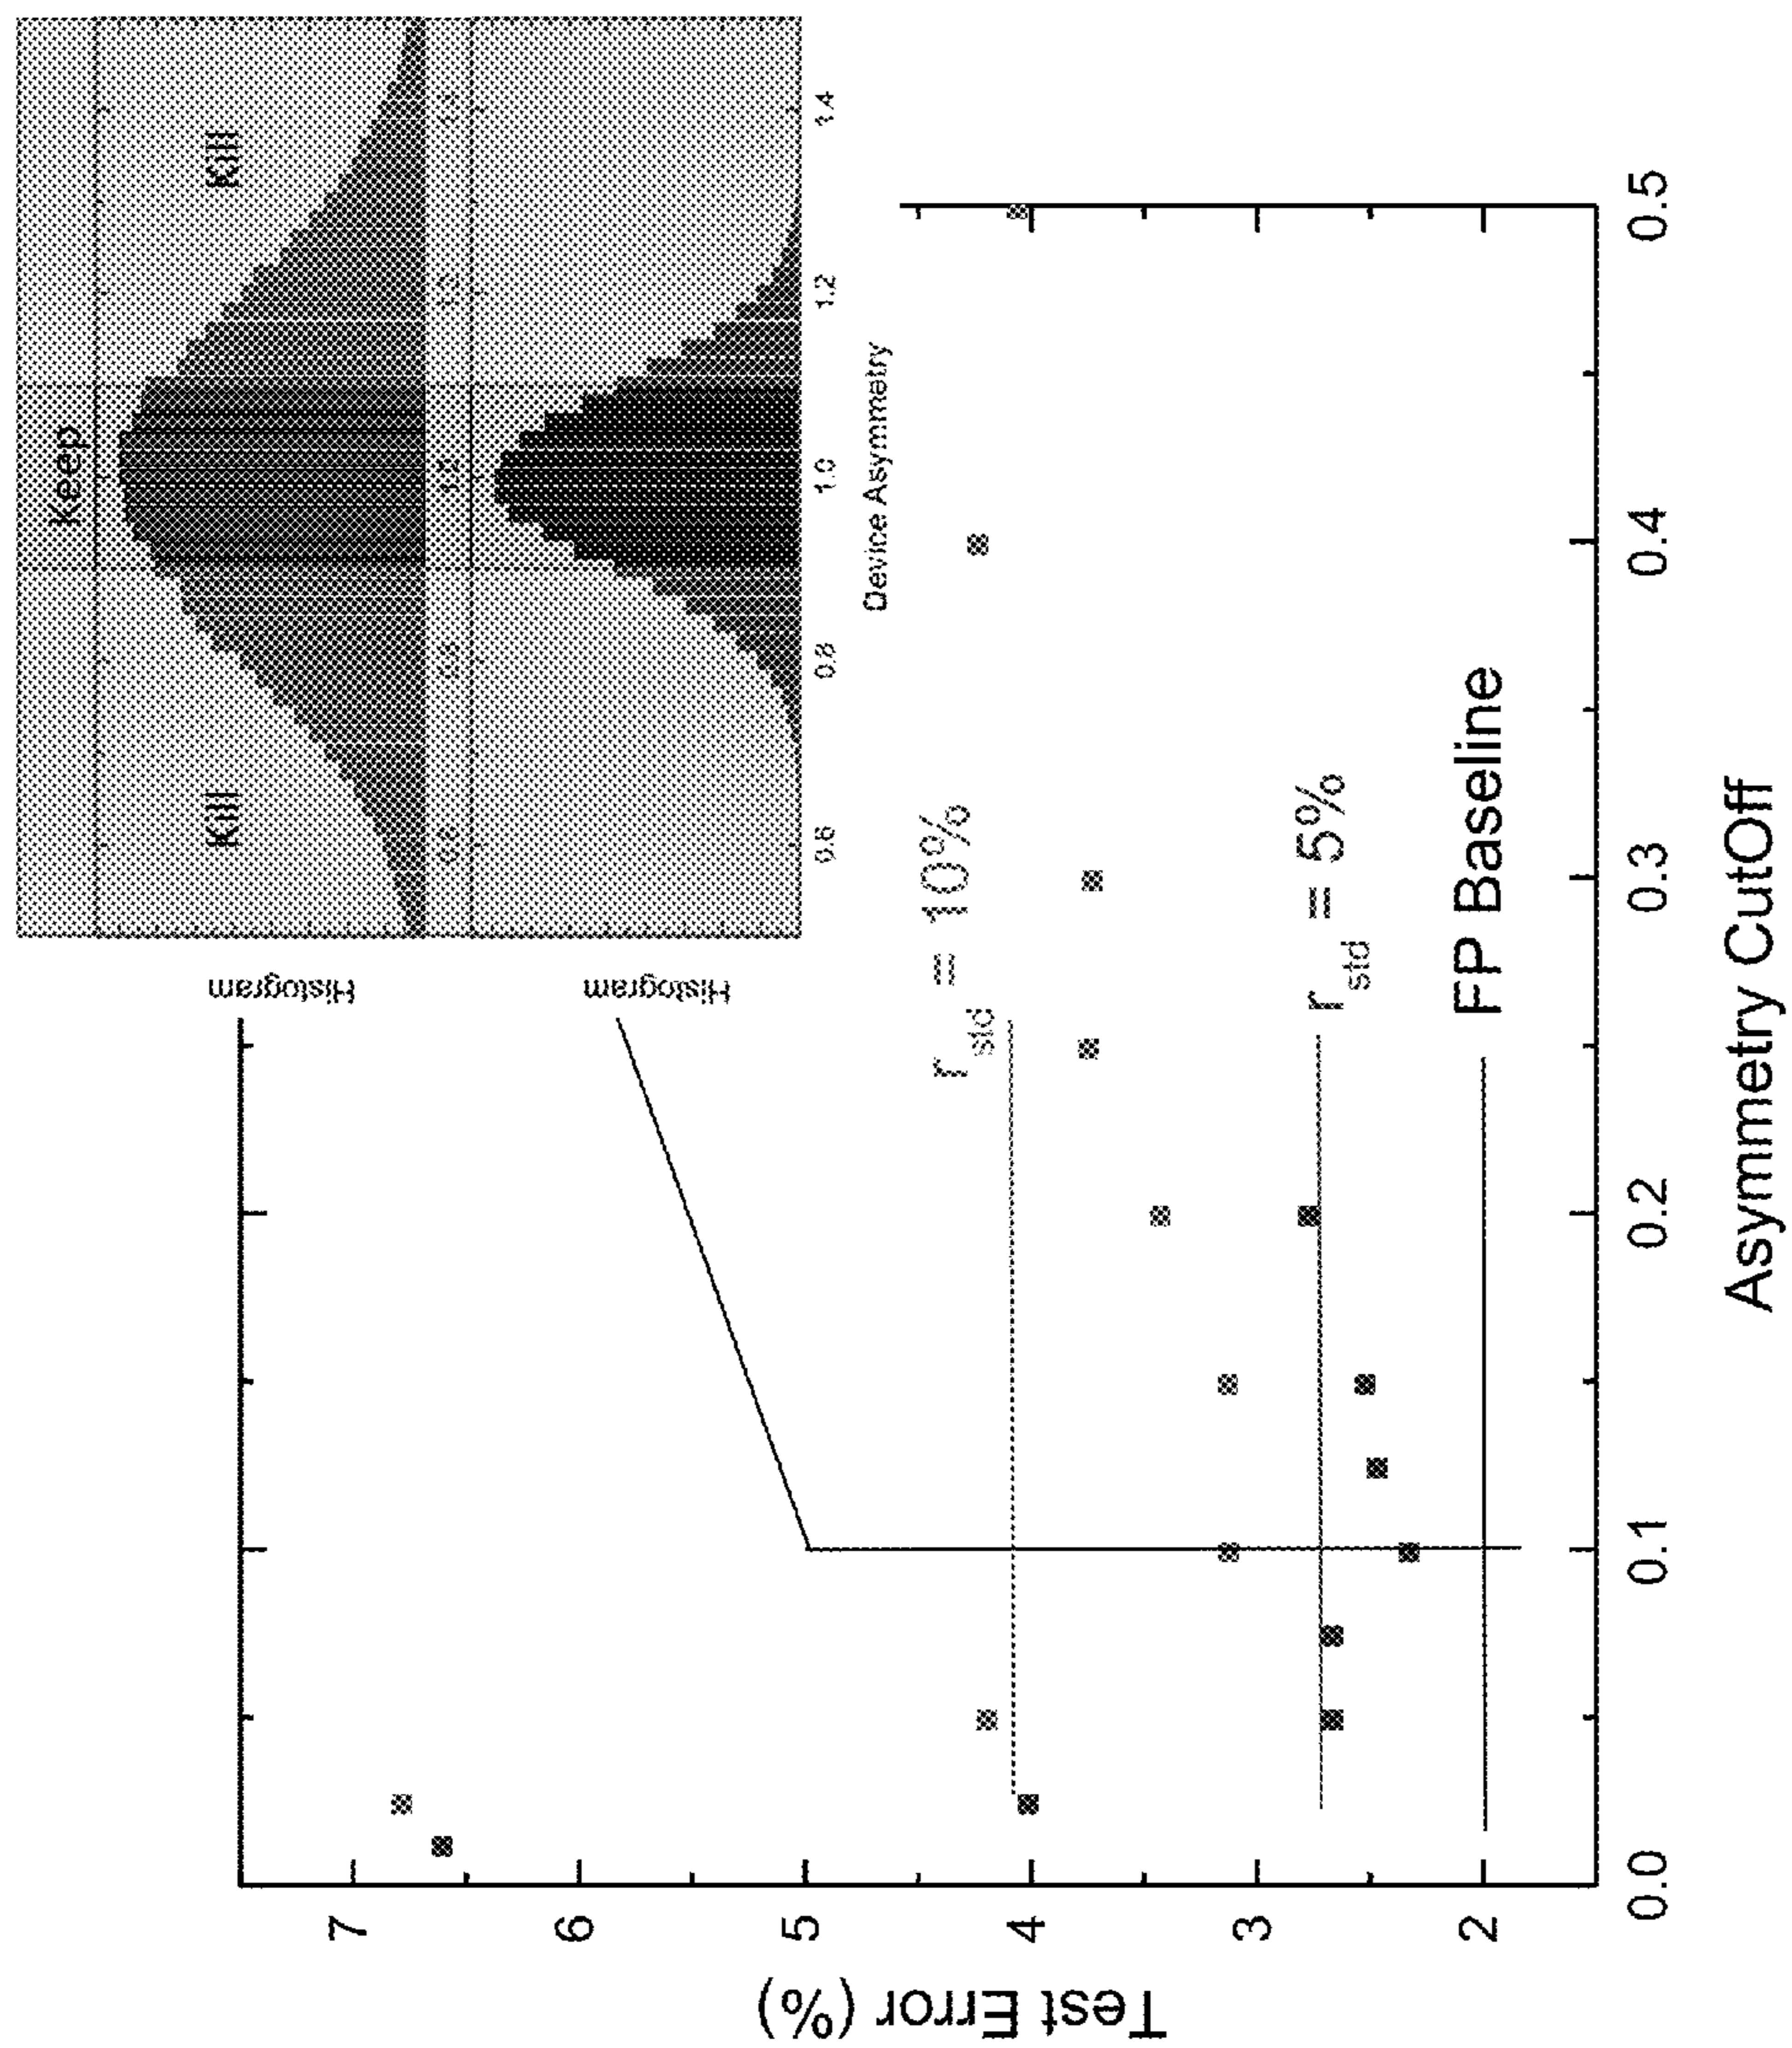 Test Error (%)
7
6
5
4
3
2
0.0
0.1
0.2
0.3
0.4
0.5
Asymmetry CutOff
r_std = 10%
r_std = 5%
FP Baseline
Histogram
Histogram
Kill
Keep
Kill
0.6
0.8
1.0
1.2
1.4
Device Asymmetry